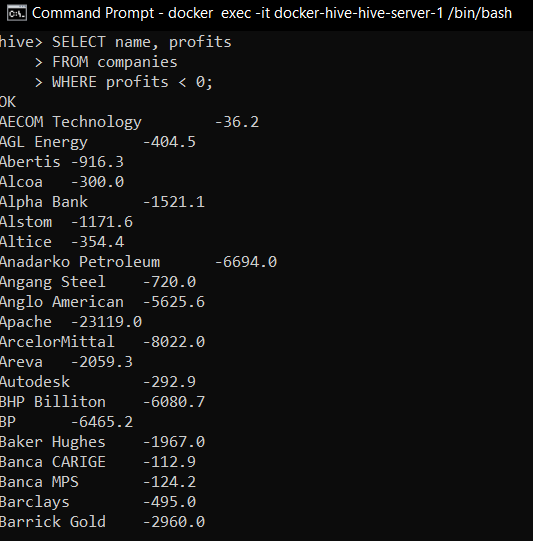 Command Prompt - docker  exec -it docker-hive-hive-server-1 /bin/bash
hive> SELECT name, profits
    > FROM companies
    > WHERE profits < 0;
OK
AECOM Technology        -36.2
AGL Energy      -404.5
Abertis -916.3
Alcoa   -300.0
Alpha Bank      -1521.1
Alstom  -1171.6
Altice  -354.4
Anadarko Petroleum      -6694.0
Angang Steel    -720.0
Anglo American  -5625.6
Apache  -23119.0
ArcelorMittal   -8022.0
Areva   -2059.3
Autodesk        -292.9
BHP Billiton    -6080.7
BP      -6465.2
Baker Hughes    -1967.0
Banca CARIGE    -112.9
Banca MPS       -124.2
Barclays        -495.0
Barrick Gold    -2960.0